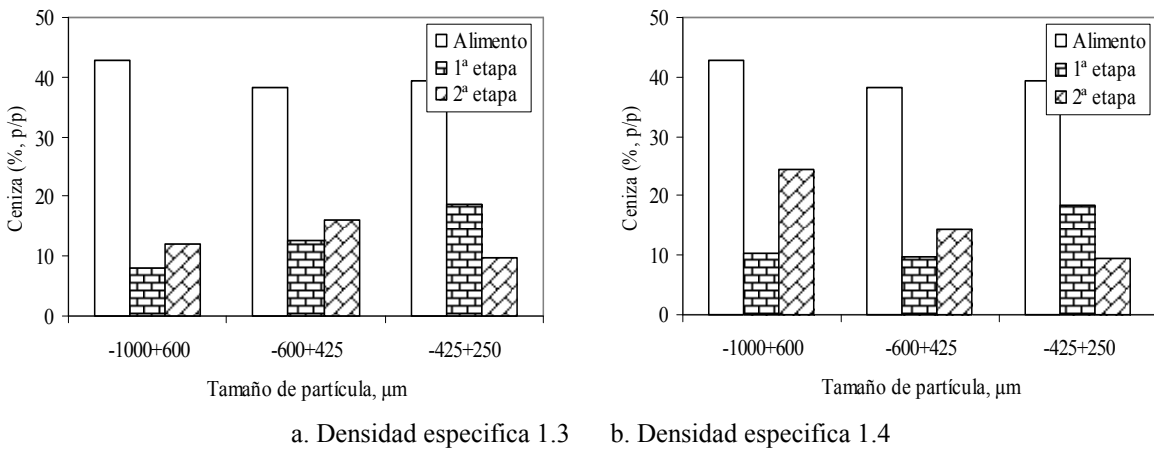 50
40
30
20
10
0
Ceniza (%, p/p)
Alimento
1ª etapa
2ª etapa
-1000+600
-600+425
-425+250
Tamaño de partícula, µm
50
40
30
20
10
0
Ceniza (%, p/p)
Alimento
1ª etapa
2ª etapa
-1000+600
-600+425
-425+250
Tamaño de partícula, µm
a. Densidad especifica 1.3
b. Densidad especifica 1.4